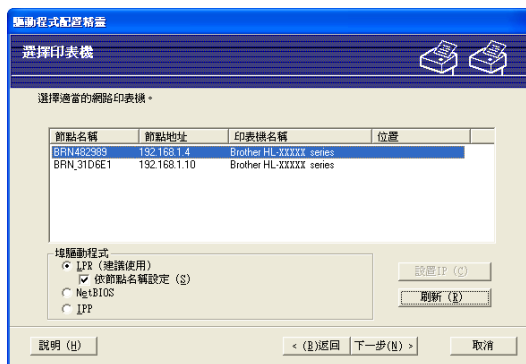 驅動程式配置精靈
選擇印表機
選擇適當的網路印表機。
節點名稱 節點地址 印表機名稱 位置
BRN482989 192.168.1.4 Brother HL-XXXXX series
BRN_31D6E1 192.168.1.10 Brother HL-XXXXX series
埠驅動程式
LPR (建議使用)
依節點名稱設定 (S)
NetBIOS
IPP
設置IP (C)
刷新 (R)
說明 (H) < (B)返回 下一步(N) > 取消